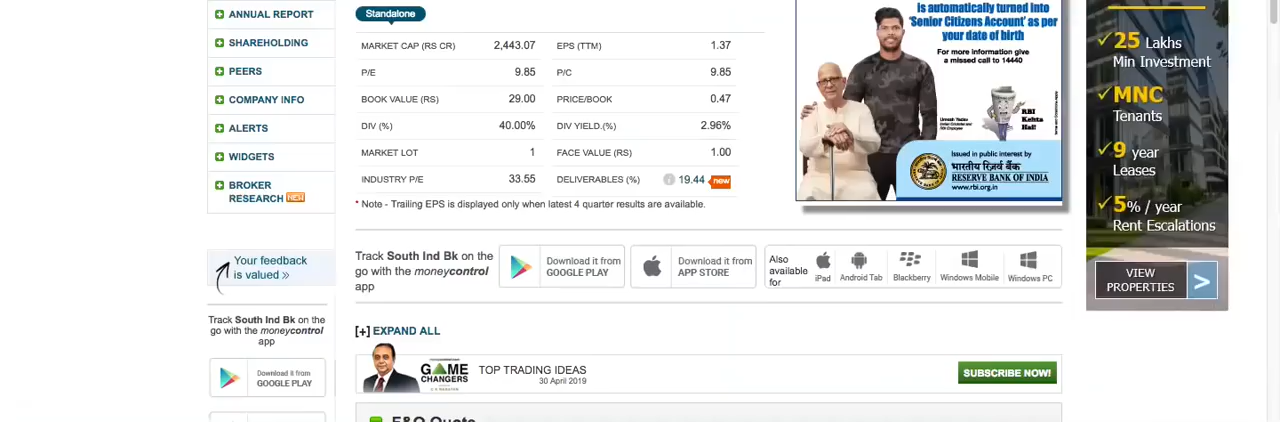 ANNUAL REPORT
SHAREHOLDING
PEERS
COMPANY INFO
ALERTS
WIDGETS
BROKER
RESEARCH NEW
Your feedback
is valued »
Track South Ind Bk on the
go with the moneycontrol
app
Download it from
GOOGLE PLAY
Standalone
MARKET CAP (RS CR) 2,443.07 EPS (TTM) 1.37
P/E 9.85 P/C 9.85
BOOK VALUE (RS) 29.00 PRICE/BOOK 0.47
DIV (%) 40.00% DIV YIELD.(%) 2.96%
MARKET LOT 1 FACE VALUE (RS) 1.00
INDUSTRY P/E 33.55 DELIVERABLES (%) 19.44 new
* Note - Trailing EPS is displayed only when latest 4 quarter results are available.
Track South Ind Bk on the
go with the moneycontrol
app
Download it from
GOOGLE PLAY
Download it from
APP STORE
Also
available
for
iPad Android Tab Blackberry Windows Mobile Windows PC
[+] EXPAND ALL
GAME
CHANGERS
TOP TRADING IDEAS
30 April 2019
SUBSCRIBE NOW!
F&O Quote
is automatically turned into
'Senior Citizens Account' as per
your date of birth
For more information give
a missed call to 14440
Umesh Yadav
RBI
Kehta
Hai!
Issued in public interest by
भारतीय रिज़र्व बैंक
RESERVE BANK OF INDIA
www.rbi.org.in
25 Lakhs
Min Investment
MNC
Tenants
9 year
Leases
5% / year
Rent Escalations
VIEW
PROPERTIES >